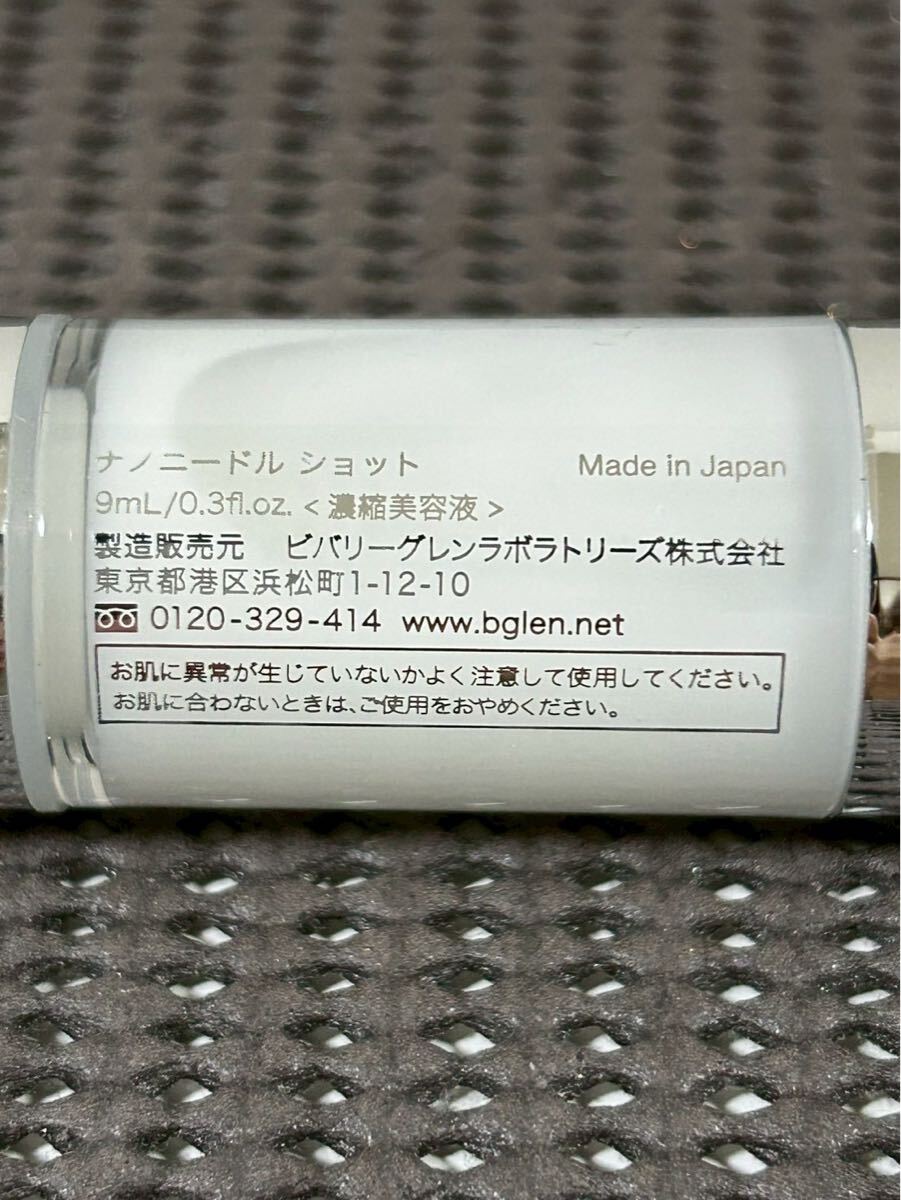 ナノニードル ショット Made in Japan
9mL/0.3fl.oz. <濃縮美容液>
製造販売元 ビバリーグレンラボラトリーズ株式会社
東京都港区浜松町1-12-10
0120-329-414 www.bglen.net
お肌に異常が生じていないかよく注意して使用してください。
お肌に合わないときは、ご使用をおやめください。